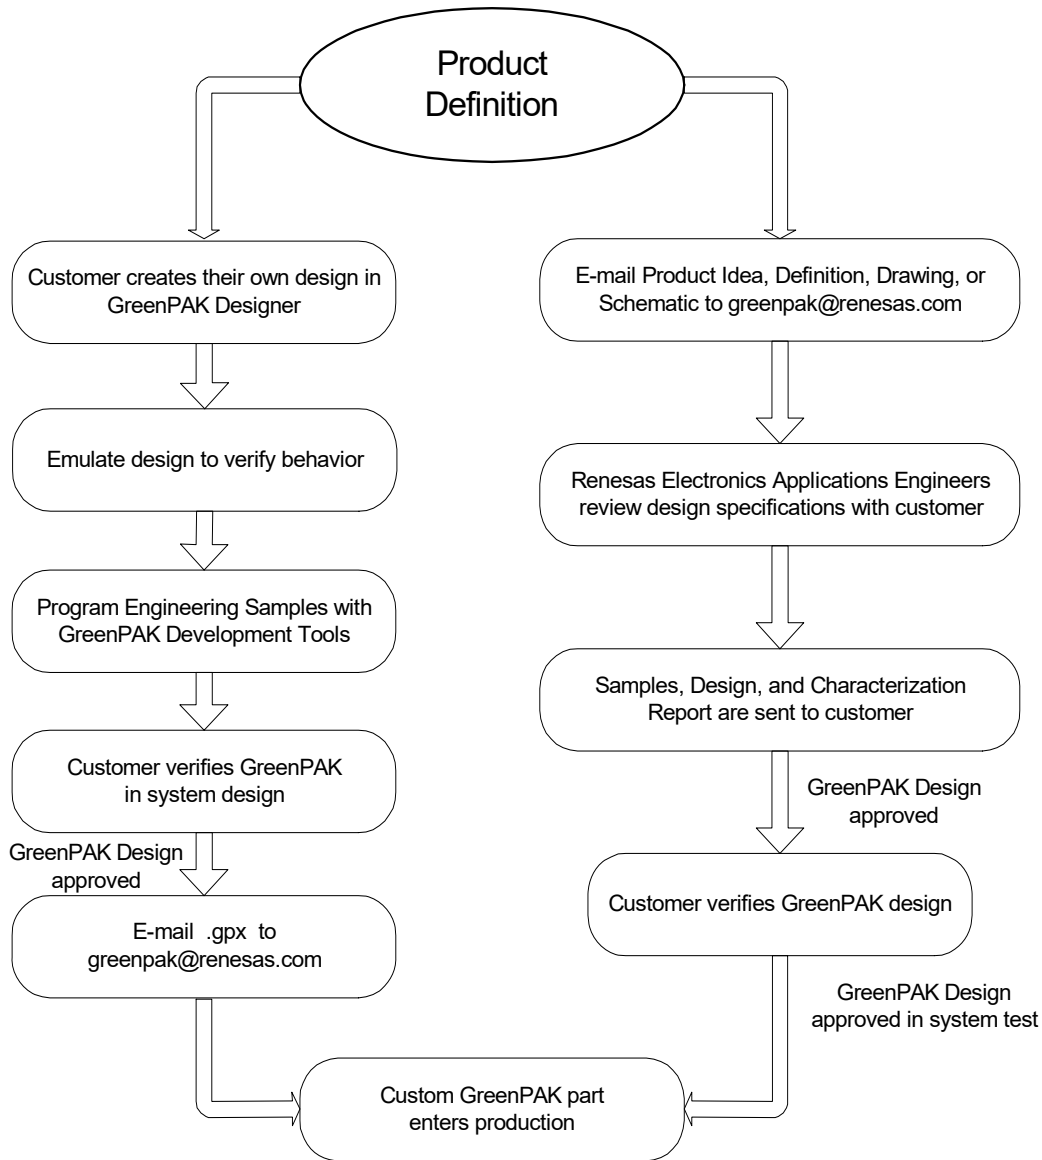 Product
Definition
Customer creates their own design in
GreenPAK Designer
Emulate design to verify behavior
Program Engineering Samples with
GreenPAK Development Tools
Customer verifies GreenPAK
in system design
GreenPAK Design
approved
E-mail .gpx to
greenpak@renesas.com
E-mail Product Idea, Definition, Drawing, or
Schematic to greenpak@renesas.com
Renesas Electronics Applications Engineers
review design specifications with customer
Samples, Design, and Characterization
Report are sent to customer
GreenPAK Design
approved
Customer verifies GreenPAK design
GreenPAK Design
approved in system test
Custom GreenPAK part
enters production